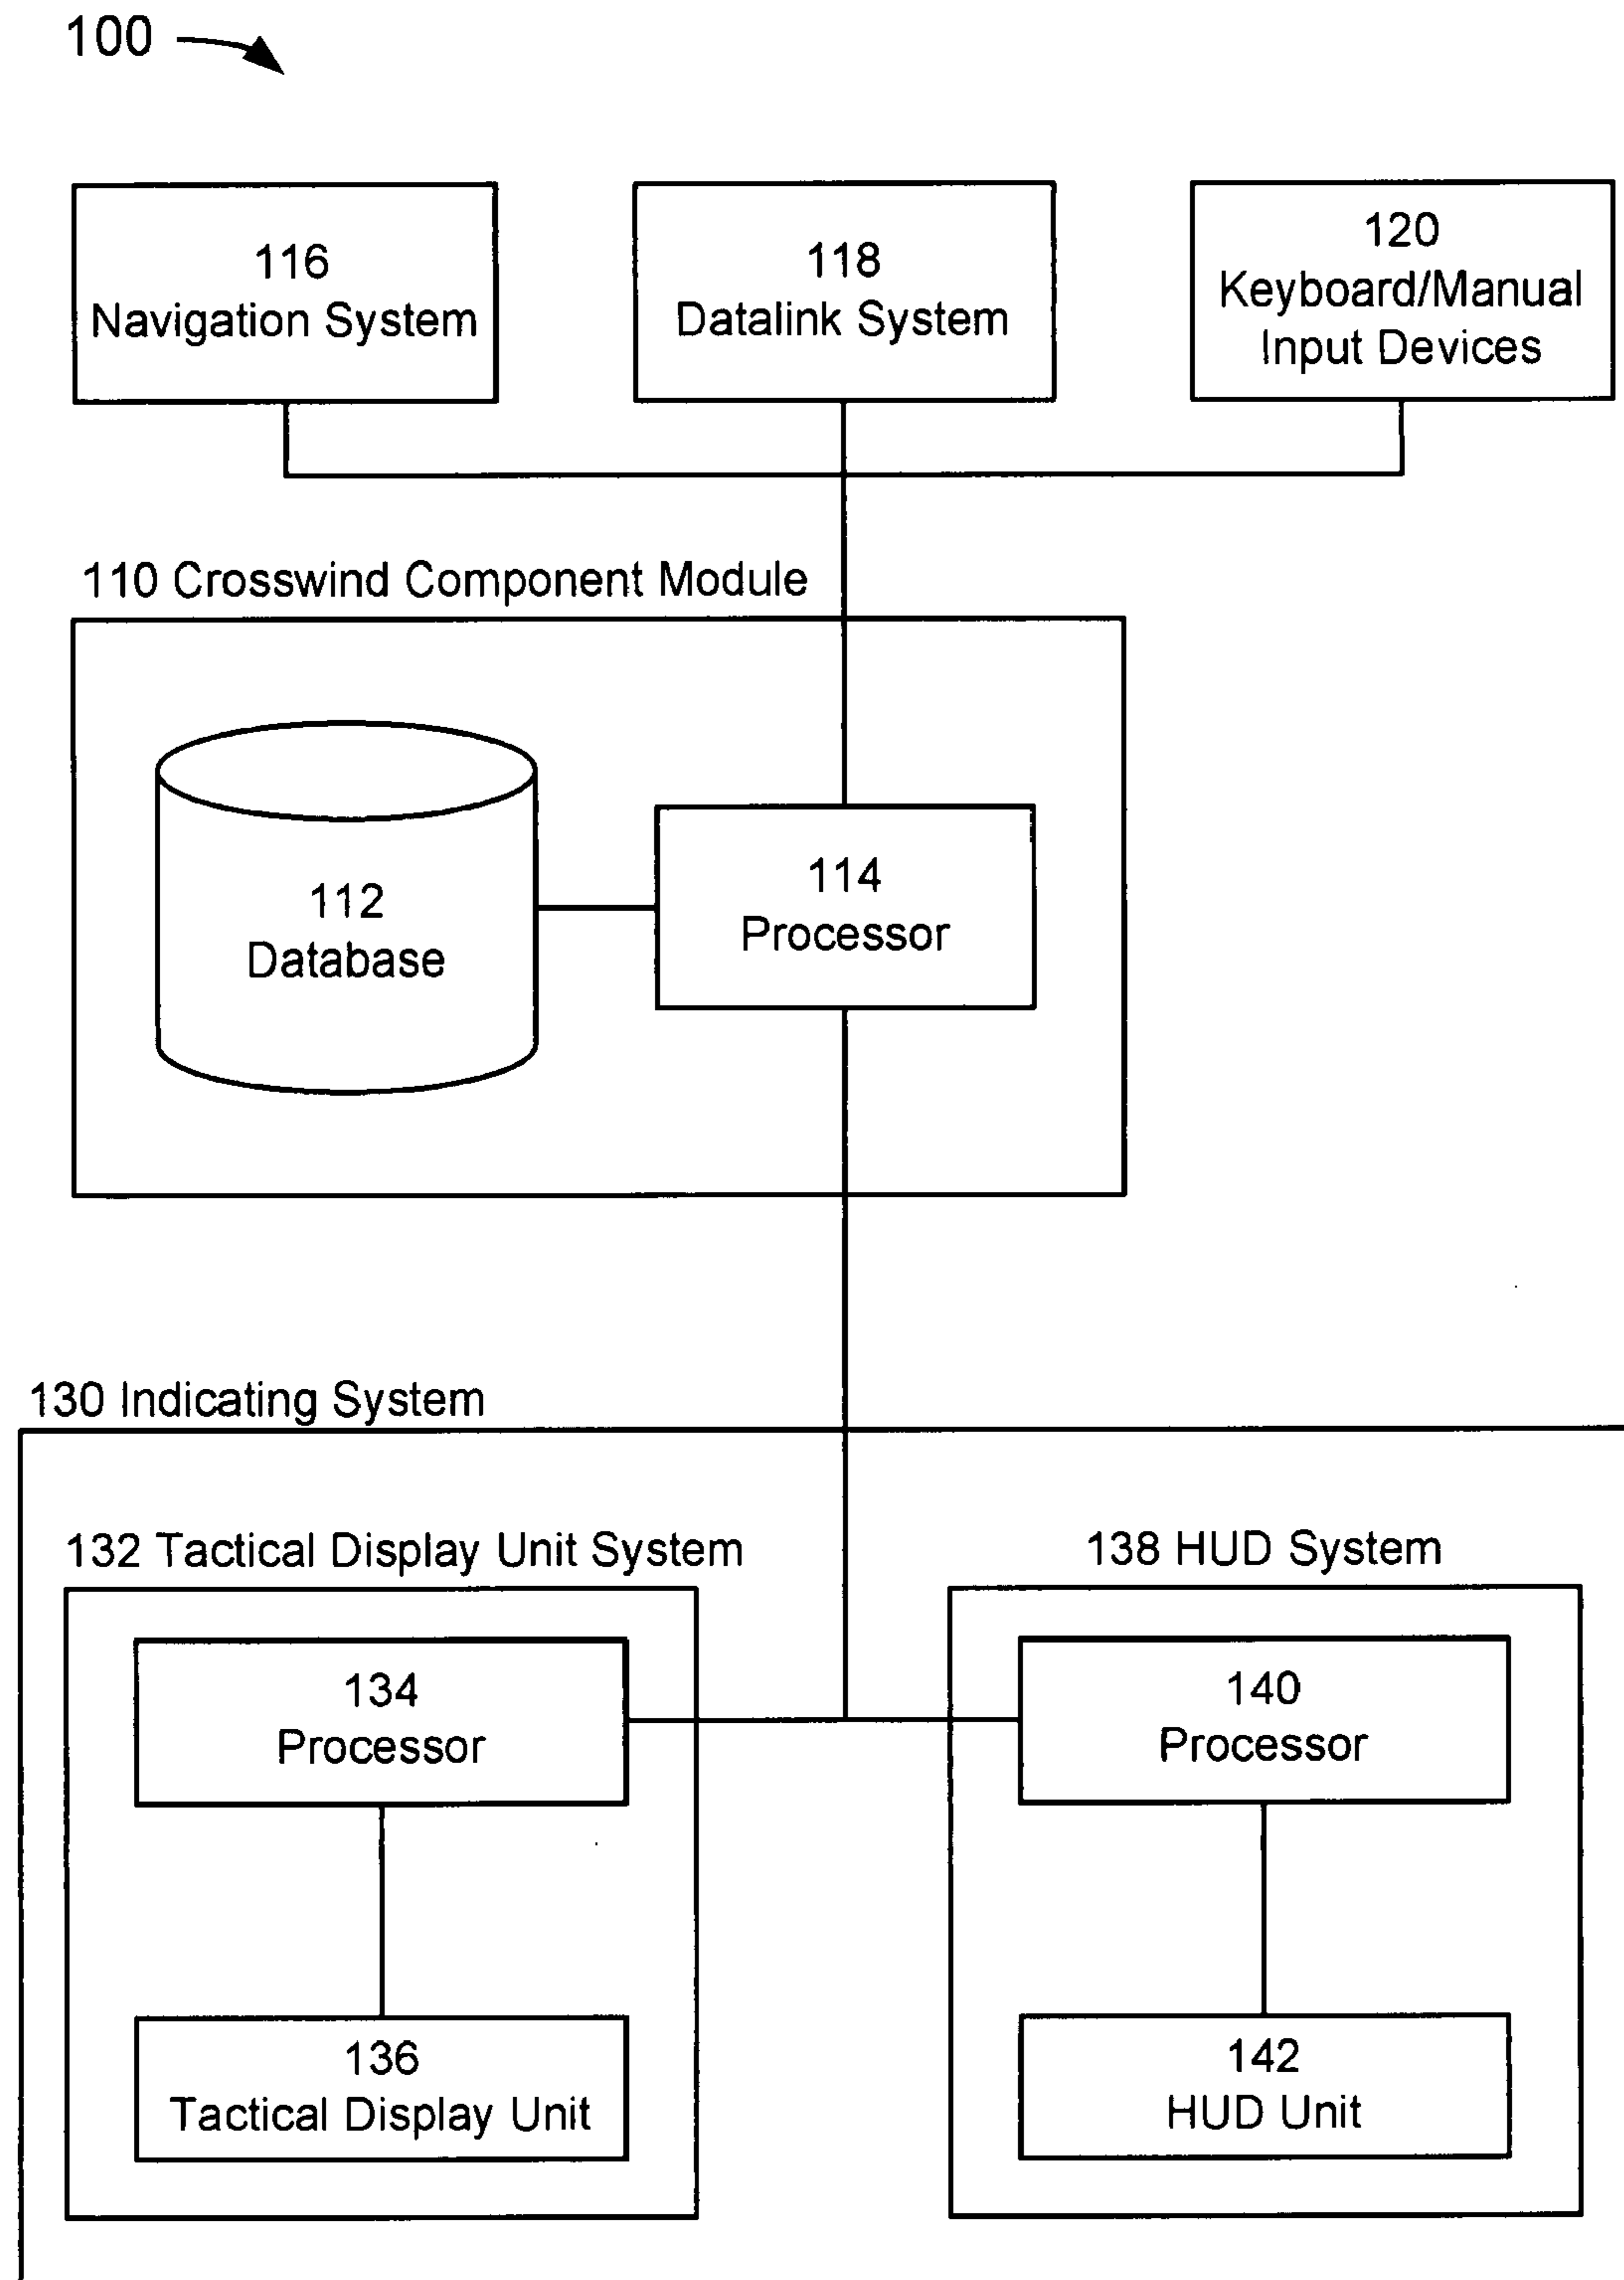 100
116
Navigation System
118
Datalink System
120
Keyboard/Manual
Input Devices
110 Crosswind Component Module
112
Database
114
Processor
130 Indicating System
132 Tactical Display Unit System
138 HUD System
134
Processor
140
Processor
136
Tactical Display Unit
142
HUD Unit